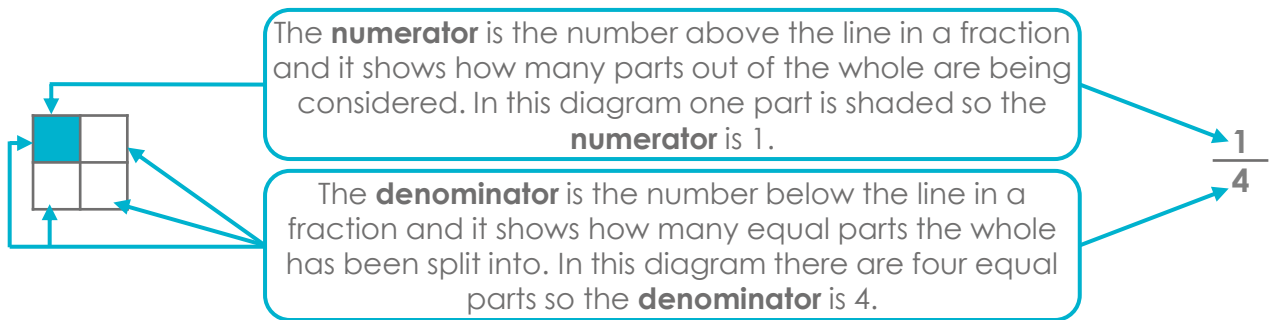 The numerator is the number above the line in a fraction
and it shows how many parts out of the whole are being
considered. In this diagram one part is shaded so the
numerator is 1.
1
4
The denominator is the number below the line in a
fraction and it shows how many equal parts the whole
has been split into. In this diagram there are four equal
parts so the denominator is 4.